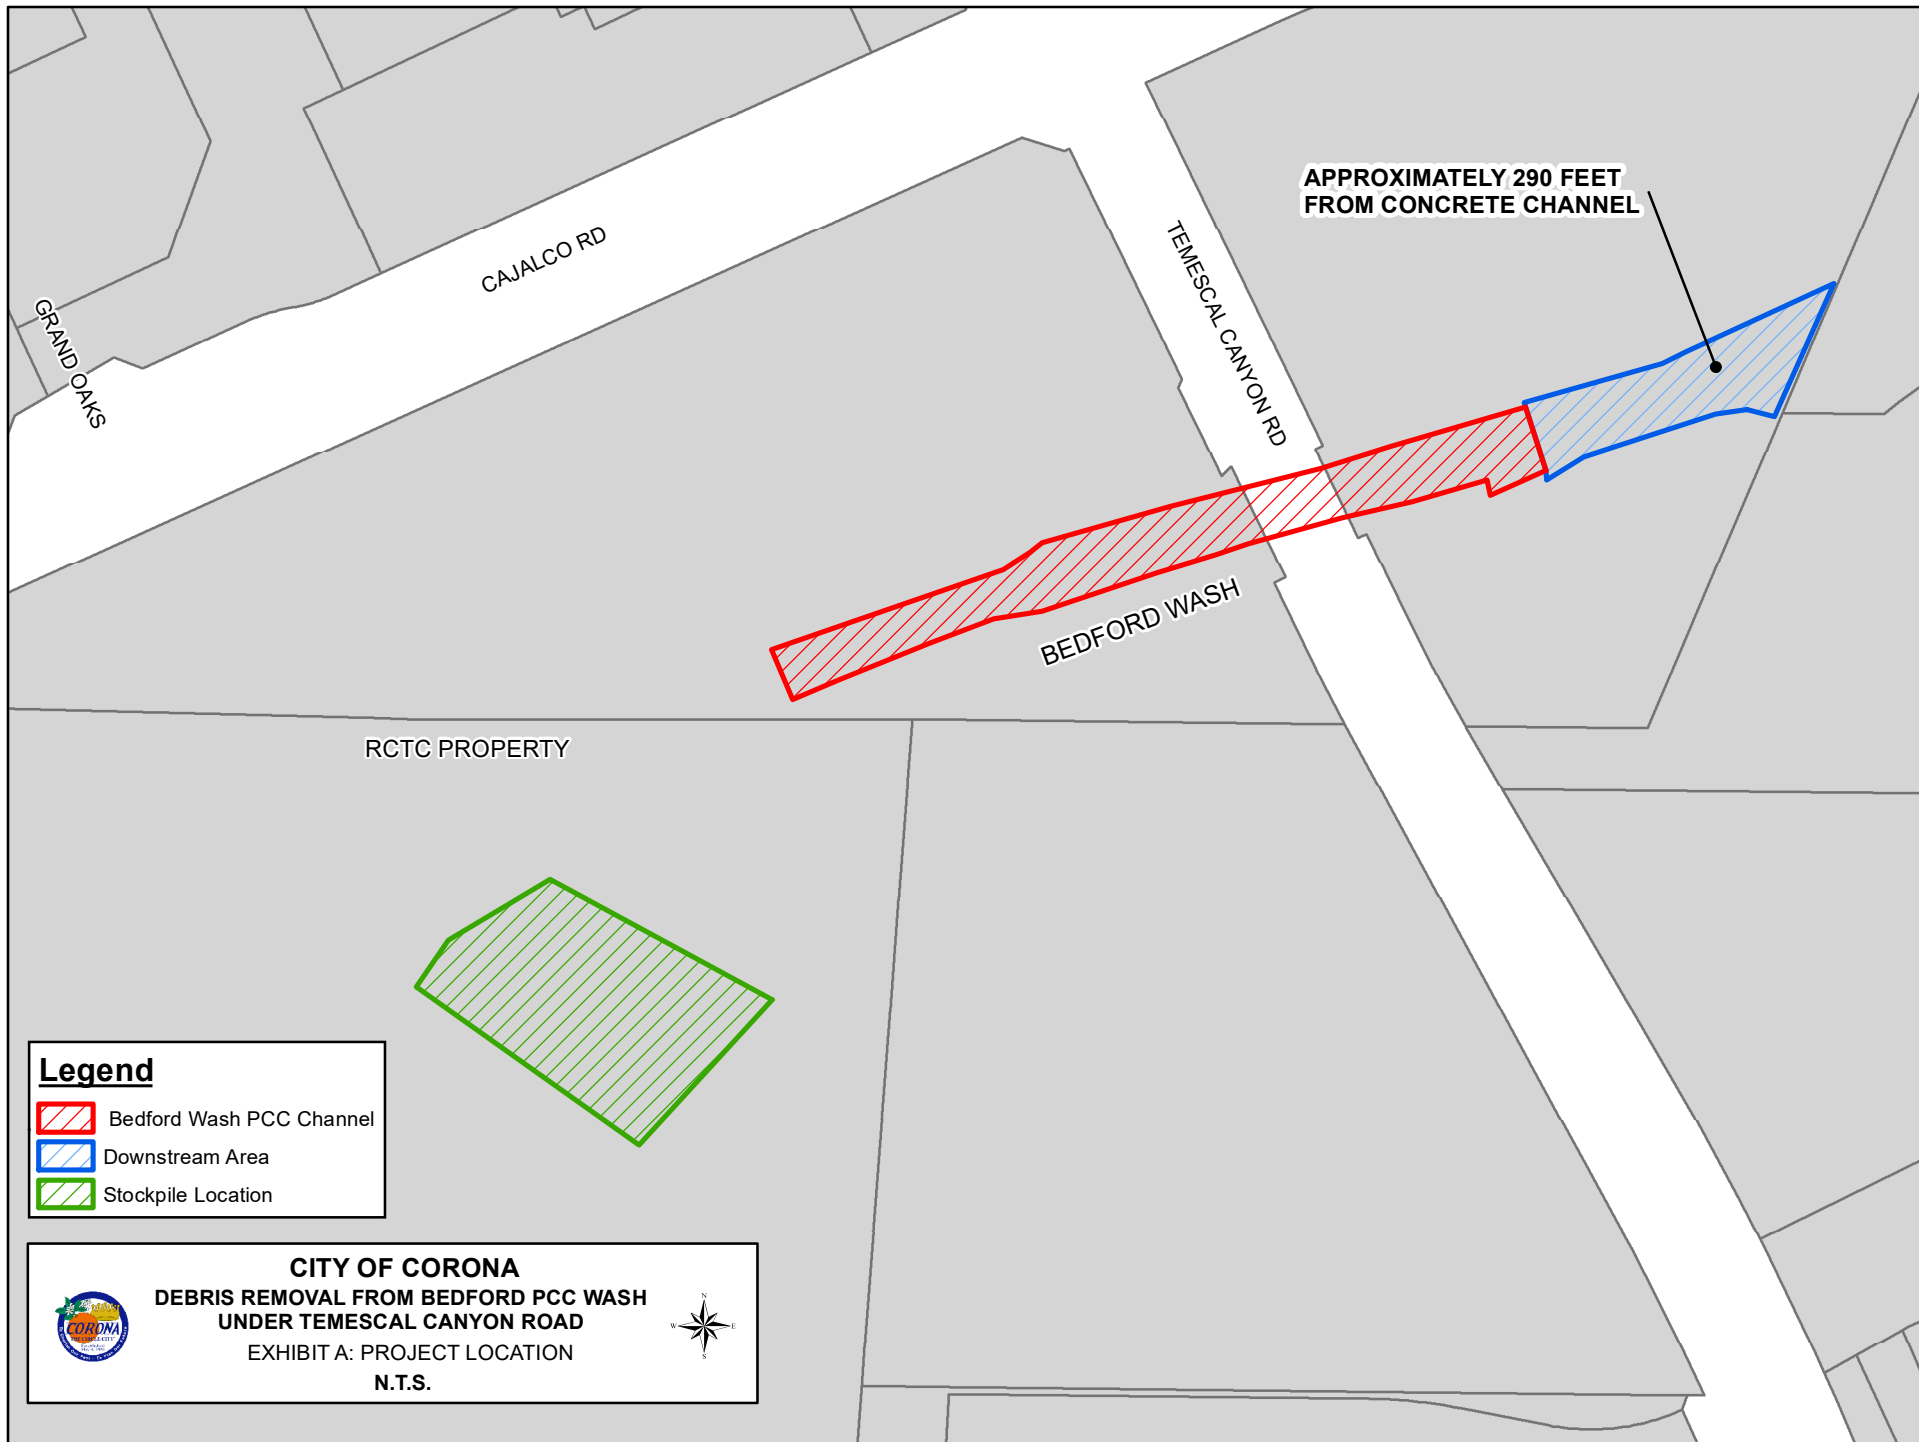 APPROXIMATELY 290 FEET
FROM CONCRETE CHANNEL
CAJALCO RD
TEMESCAL CANYON RD
GRAND OAKS
BEDFORD WASH
RCTC PROPERTY
Legend
Bedford Wash PCC Channel
Downstream Area
Stockpile Location
CITY OF CORONA
DEBRIS REMOVAL FROM BEDFORD PCC WASH
UNDER TEMESCAL CANYON ROAD
EXHIBIT A: PROJECT LOCATION
N.T.S.
CORONA
N
W
E
S